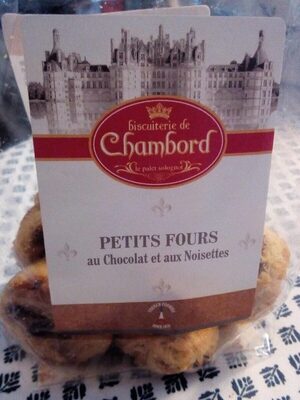 biscuiterie de
Chambord
le palet solognot
PETITS FOURS
au Chocolat et aux Noisettes